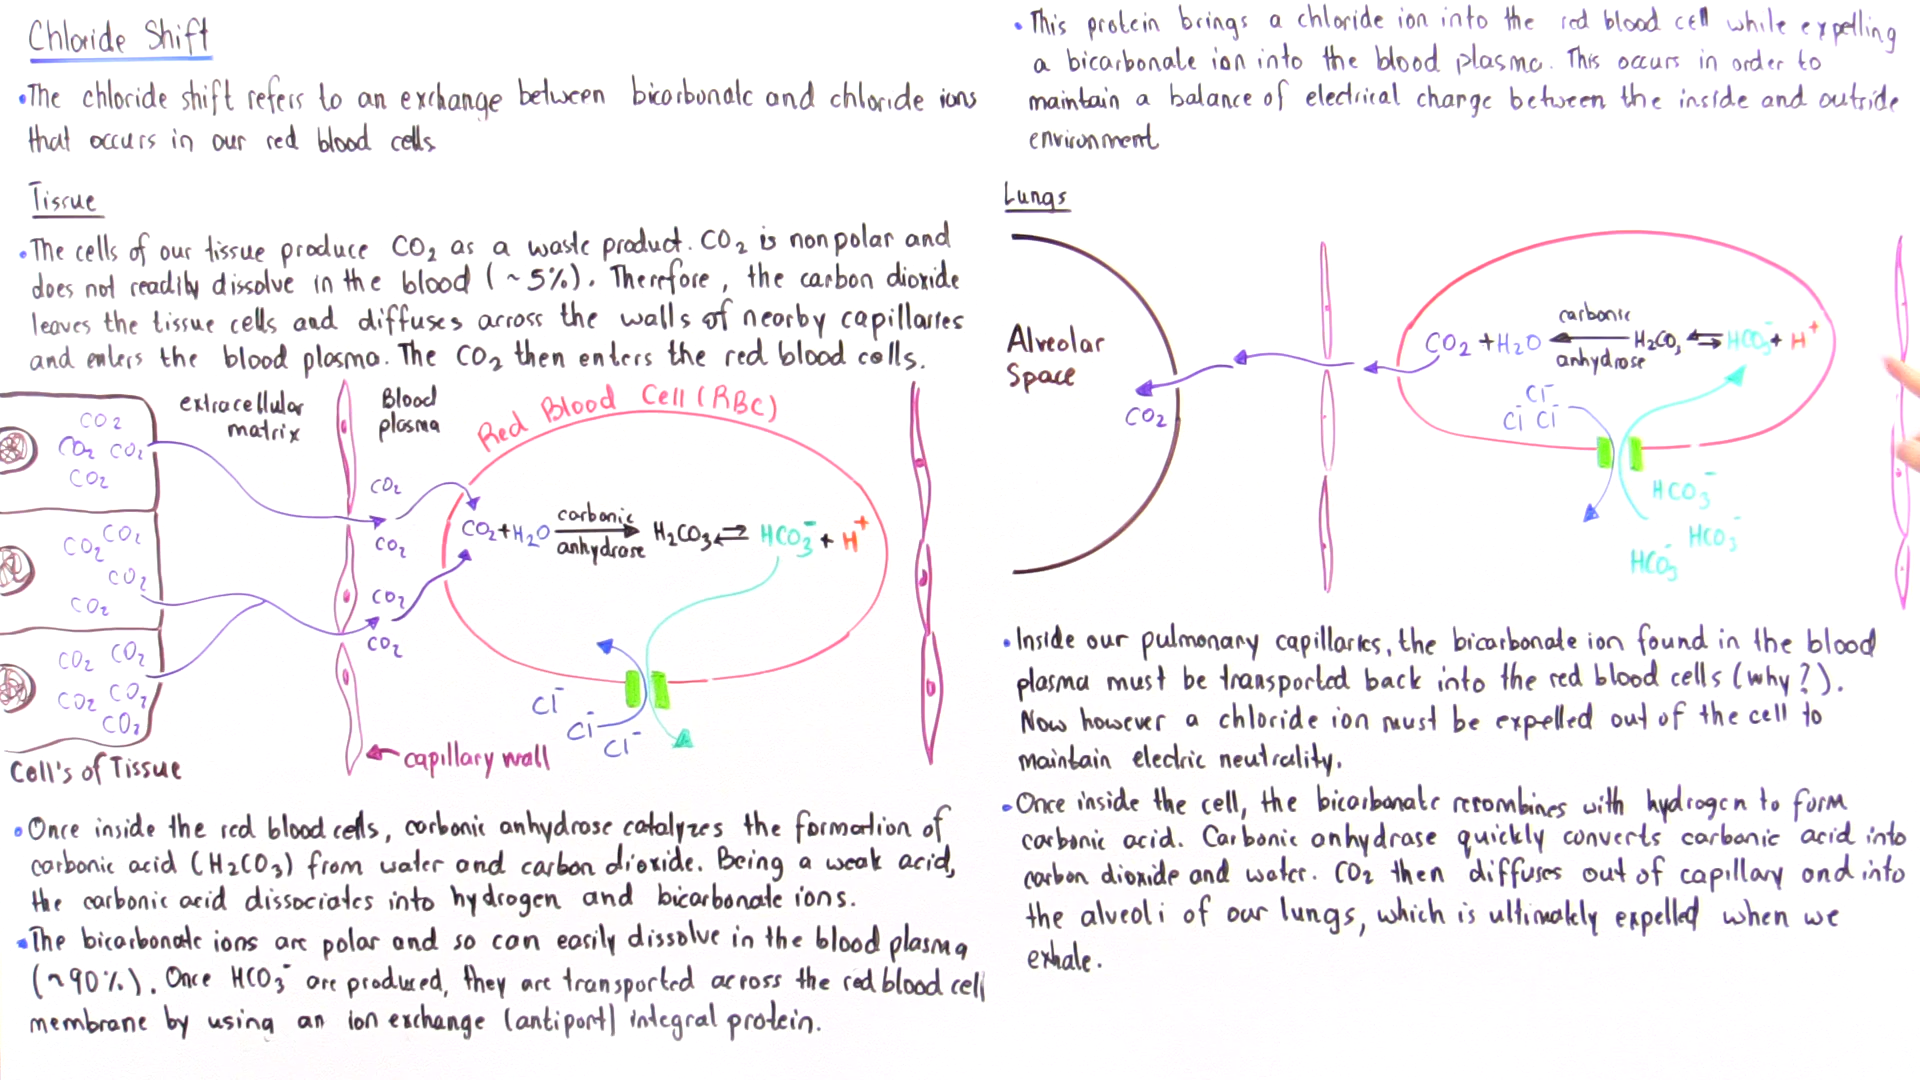 Chloride Shift
•The chloride shift refers to an exchange between bicarbonate and chloride ions
that occurs in our red blood cells
Tissue
•The cells of our tissue produce CO2 as a waste product. CO2 is nonpolar and
does not readily dissolve in the blood (~5%). Therefore, the carbon dioxide
leaves the tissue cells and diffuses across the walls of nearby capillaries
and enters the blood plasma. The CO2 then enters the red blood cells.
extracellular
matrix
Blood
plasma
Red Blood Cell (RBC)
CO2
CO2 CO2
CO2
CO2
CO2
CO2
CO2
CO2 CO2
CO2 CO2
CO2
CO2
CO2
CO2
CO2
CO2+H2O
carbonic
anhydrase
H2CO3 ⇌ HCO3⁻ + H⁺
Cl⁻
Cl⁻
Cl⁻
capillary wall
Cell's of Tissue
•Once inside the red blood cells, carbonic anhydrase catalyzes the formation of
carbonic acid (H2CO3) from water and carbon dioxide. Being a weak acid,
the carbonic acid dissociates into hydrogen and bicarbonate ions.
•The bicarbonate ions are polar and so can easily dissolve in the blood plasma
(~90%). Once HCO3⁻ are produced, they are transported across the red blood cell
membrane by using an ion exchange (antiport) integral protein.
•This protein brings a chloride ion into the red blood cell while expelling
a bicarbonate ion into the blood plasma. This occurs in order to
maintain a balance of electrical charge between the inside and outside
environment
Lungs
Alveolar
Space
CO2
CO2+H2O
carbonic
anhydrase
H2CO3 ⇌ HCO3⁻ + H⁺
Cl⁻
Cl⁻ Cl⁻
HCO3⁻
HCO3⁻
HCO3⁻
•Inside our pulmonary capillaries, the bicarbonate ion found in the blood
plasma must be transported back into the red blood cells (why?).
Now however a chloride ion must be expelled out of the cell to
maintain electric neutrality.
•Once inside the cell, the bicarbonate recombines with hydrogen to form
carbonic acid. Carbonic anhydrase quickly converts carbonic acid into
carbon dioxide and water. CO2 then diffuses out of capillary and into
the alveoli of our lungs, which is ultimately expelled when we
exhale.